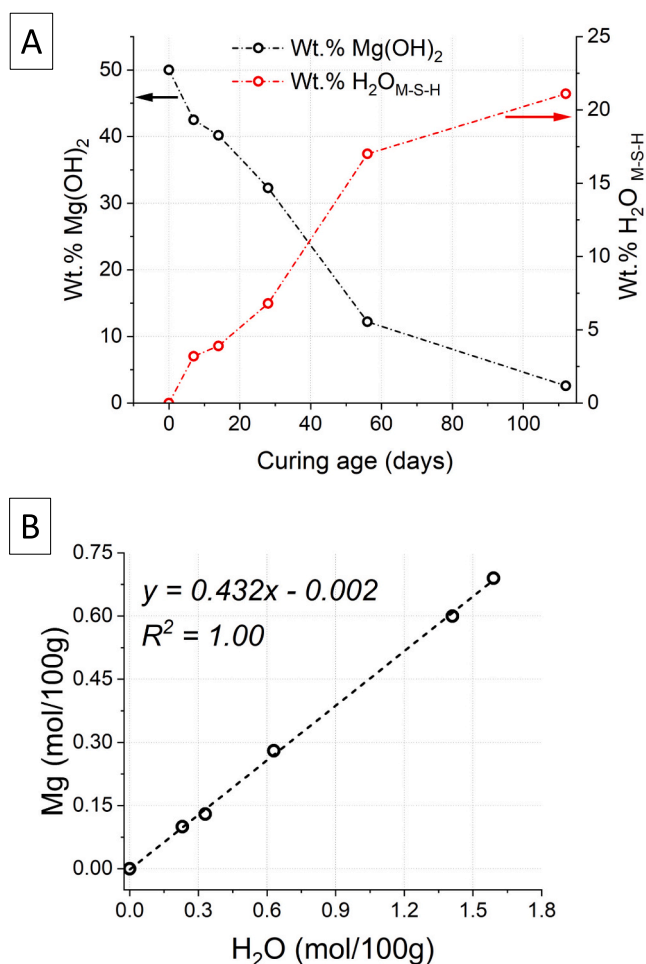 A
Wt.% Mg(OH)₂
Wt.% H₂O M-S-H
50
40
30
20
10
0
Wt.% Mg(OH)₂
25
20
15
10
5
0
Wt.% H₂O M-S-H
0 20 40 60 80 100
Curing age (days)
B
0.75
0.60
0.45
0.30
0.15
0.00
Mg (mol/100g)
y = 0.432x - 0.002
R² = 1.00
0.0 0.3 0.6 0.9 1.2 1.5 1.8
H₂O (mol/100g)